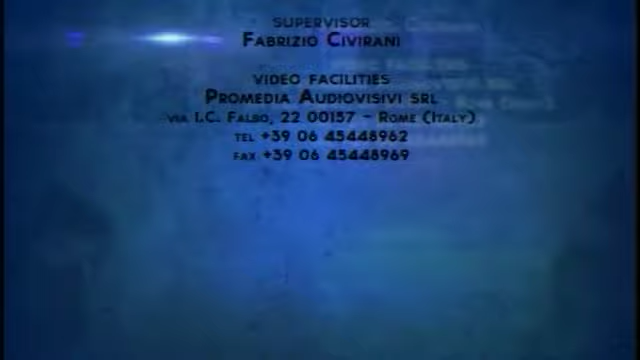 SUPERVISOR
FABRIZIO CIVIRANI
VIDEO FACILITIES
PROMEDIA AUDIOVISIVI SRL
VIA I.C. FALBO, 22 00157 - ROME (ITALY)
TEL +39 06 45448962
FAX +39 06 45448969